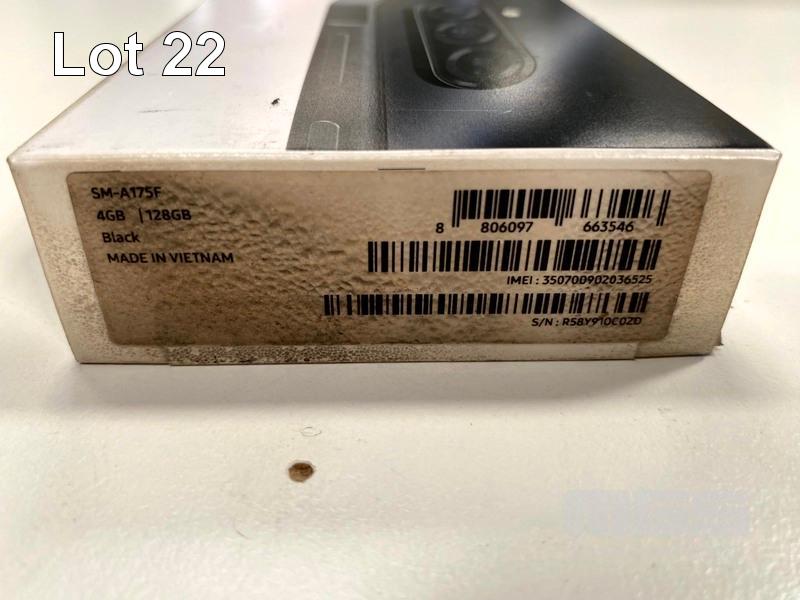 Lot 22
SM-A175F
4GB | 128GB
Black
MADE IN VIETNAM
8 806097 663546
IMEI : 350700902036525
S/N : R58Y910C0ZD